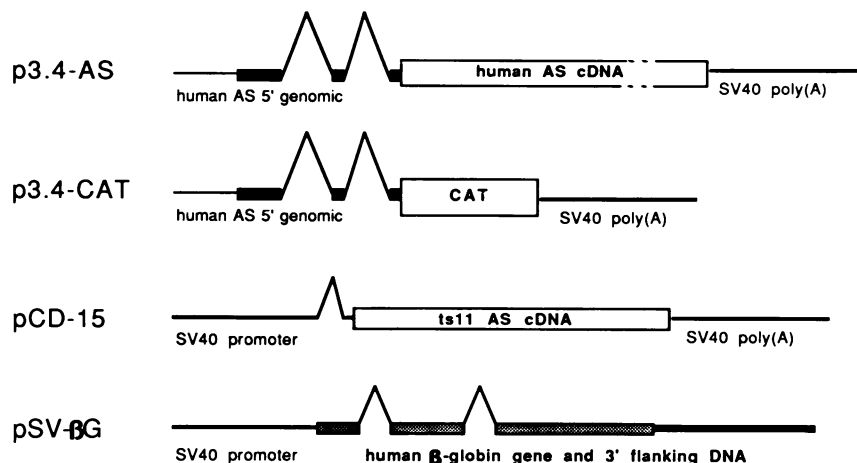 p3.4-AS
human AS cDNA
human AS 5' genomic
SV40 poly(A)
p3.4-CAT
CAT
human AS 5' genomic
SV40 poly(A)
pCD-15
ts11 AS cDNA
SV40 promoter
SV40 poly(A)
pSV-βG
SV40 promoter
human β-globin gene and 3' flanking DNA